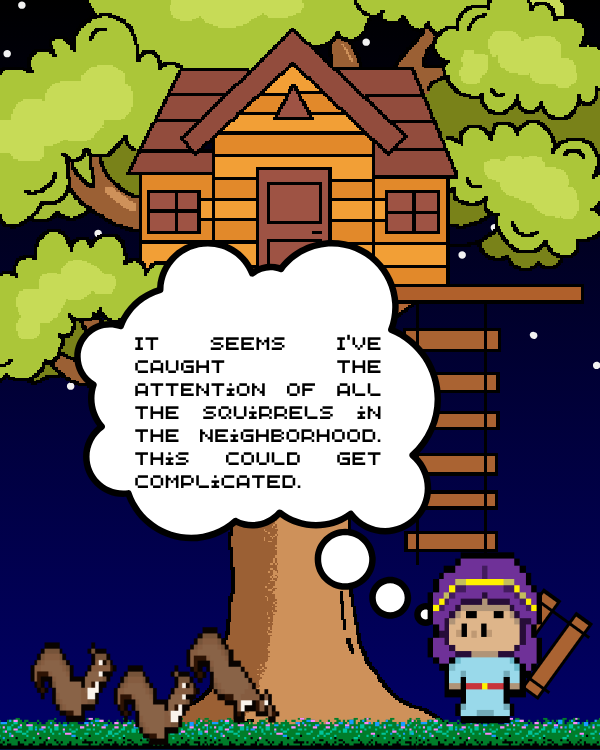 IT SEEMS I'VE
CAUGHT THE
ATTENTION OF ALL
THE SQUIRRELS IN
THE NEIGHBORHOOD.
THIS COULD GET
COMPLICATED.